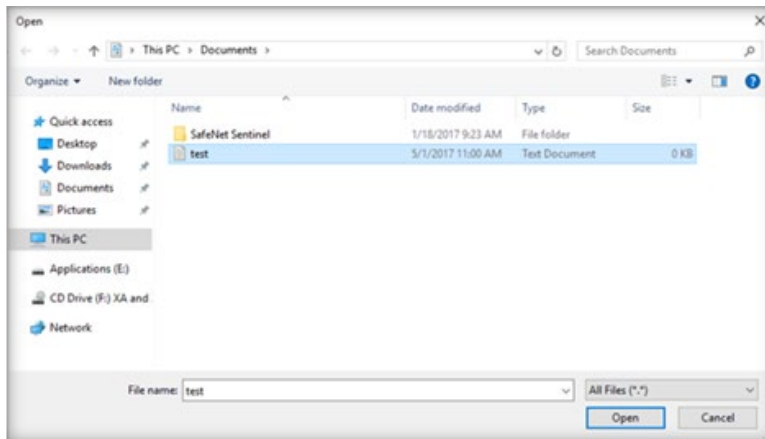 Open
This PC > Documents >
Search Documents
Organize
New folder
Name Date modified Type Size
Quick access
Desktop
Downloads
Documents
Pictures
This PC
Applications (E:)
CD Drive (F:) XA and
Network
SafeNet Sentinel 1/18/2017 9:23 AM File folder
test 5/1/2017 11:00 AM Text Document 0 KB
File name: test
All Files (*.*)
Open Cancel